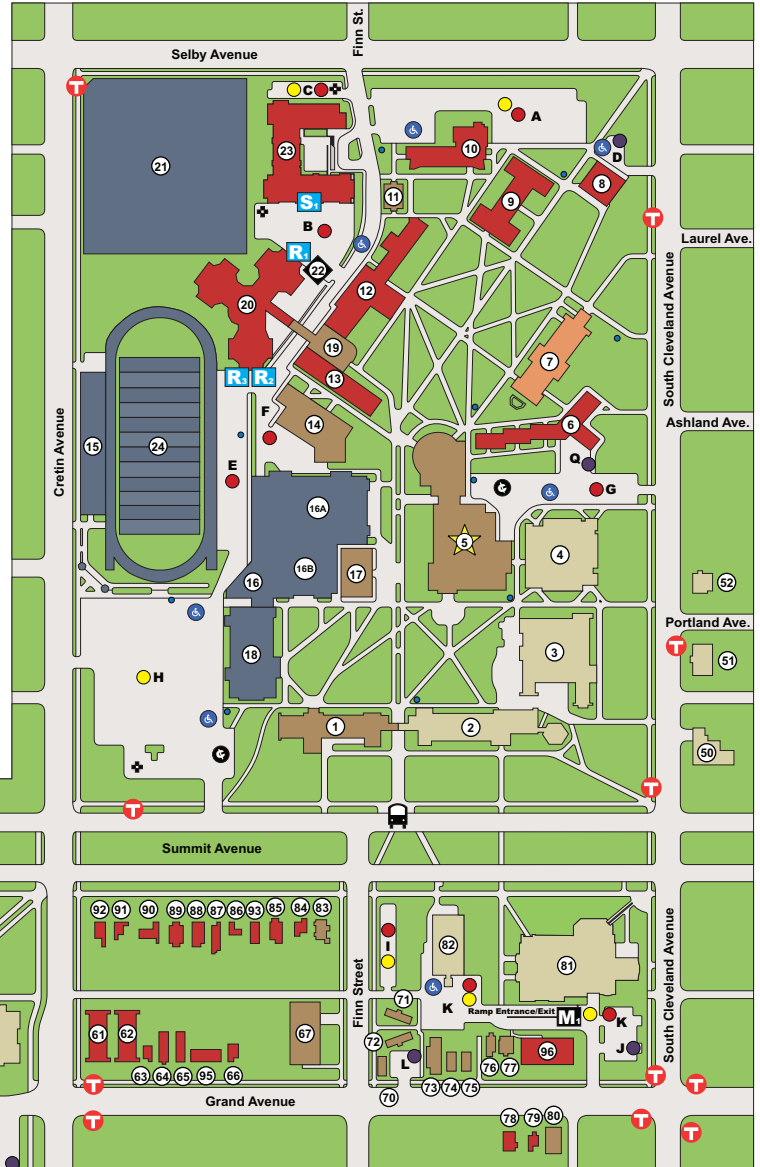 Finn St.
Selby Avenue
T
C
A
21
23
10
D
8
11
9
S1
T
B
Laurel Ave.
R1
22
12
20
South Cleveland Avenue
19
7
R3 R2
13
F
14
6
Ashland Ave.
Cretin Avenue
15
24
Q
E
G
16A
5
4
16B
17
16
52
Portland Ave.
18
3
T
51
H
1
2
50
T
T
Summit Avenue
92 91 90 89 88 87 86 93 85 84 83
I
82
81
South Cleveland Avenue
Finn Street
71
K
Ramp Entrance/Exit
M1
K
61
62
67
72
96
J
63 64 65 95 66
L
76 77
T
73 74 75
T
T
70
Grand Avenue
T
78 79 80
T
T